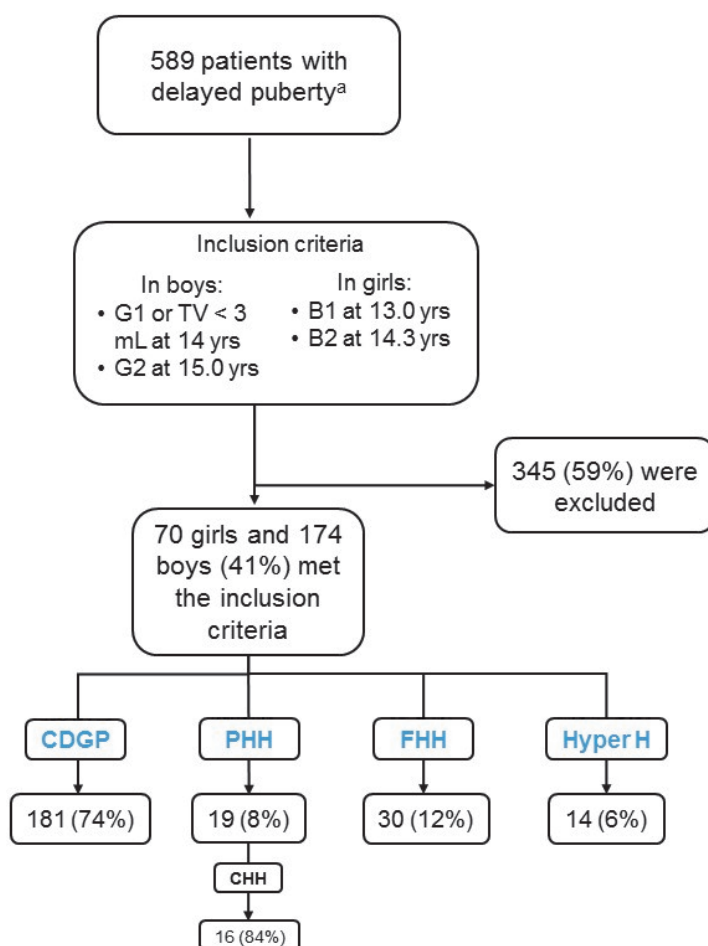 589 patients with
delayed pubertyᵃ
Inclusion criteria
In boys:
• G1 or TV < 3
mL at 14 yrs
• G2 at 15.0 yrs
In girls:
• B1 at 13.0 yrs
• B2 at 14.3 yrs
345 (59%) were
excluded
70 girls and 174
boys (41%) met
the inclusion
criteria
CDGP
PHH
FHH
Hyper H
181 (74%)
19 (8%)
30 (12%)
14 (6%)
CHH
16 (84%)